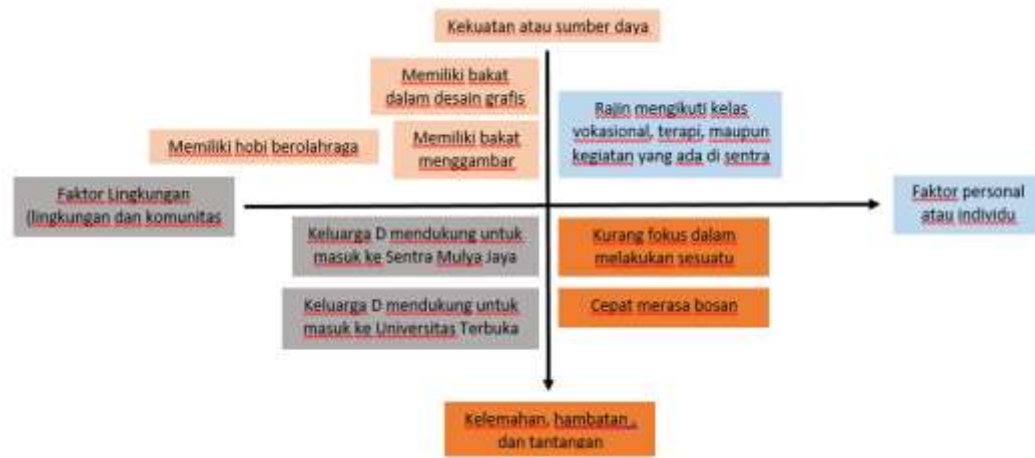 Kekuatan atau sumber daya
Memiliki bakat
dalam desain grafis
Memiliki hobi berolahraga
Memiliki bakat
menggambar
Rajin mengikuti kelas
vokasional, terapi, maupun
kegiatan yang ada di sentra
Faktor Lingkungan
(lingkungan dan komunitas
Faktor personal
atau individu
Keluarga D mendukung untuk
masuk ke Sentra Mulya Jaya
Kurang fokus dalam
melakukan sesuatu
Keluarga D mendukung untuk
masuk ke Universitas Terbuka
Cepat merasa bosan
Kelemahan, hambatan ,
dan tantangan